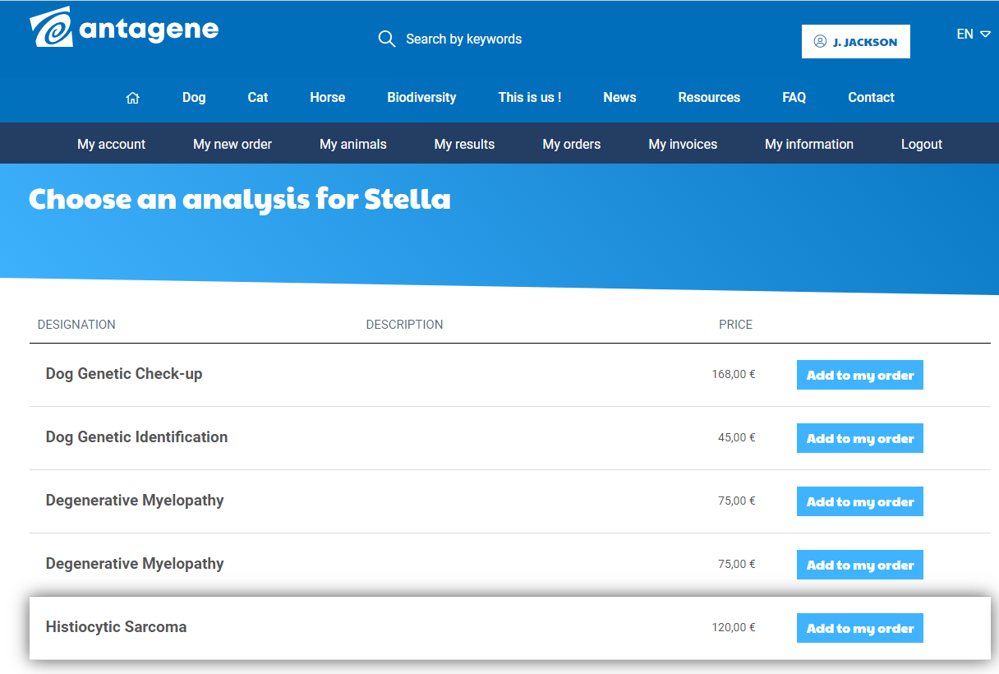 antagene
Search by keywords
J. JACKSON
EN
Dog Cat Horse Biodiversity This is us ! News Resources FAQ Contact
My account My new order My animals My results My orders My invoices My information Logout
Choose an analysis for Stella
DESIGNATION DESCRIPTION PRICE
Dog Genetic Check-up 168,00 € Add to my order
Dog Genetic Identification 45,00 € Add to my order
Degenerative Myelopathy 75,00 € Add to my order
Degenerative Myelopathy 75,00 € Add to my order
Histiocytic Sarcoma 120,00 € Add to my order